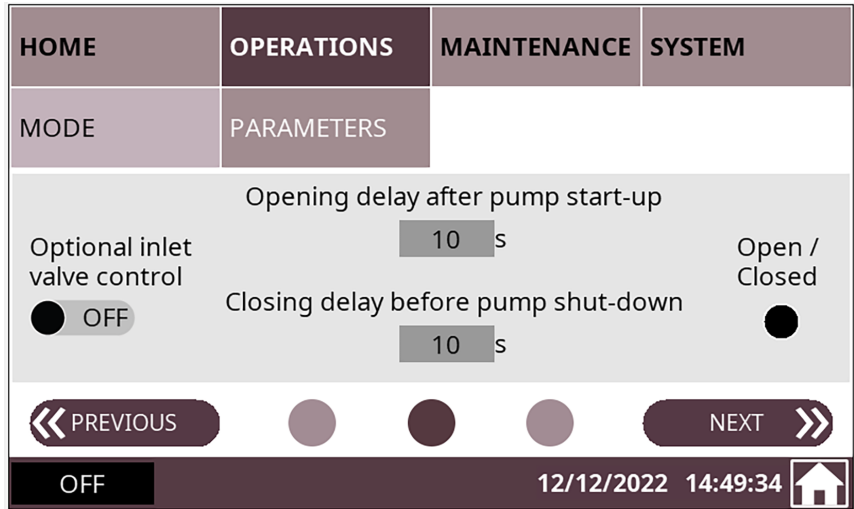 HOME OPERATIONS MAINTENANCE SYSTEM
MODE PARAMETERS
Opening delay after pump start-up
10 s
Optional inlet
valve control
OFF
Open /
Closed
Closing delay before pump shut-down
10 s
PREVIOUS NEXT
OFF 12/12/2022 14:49:34